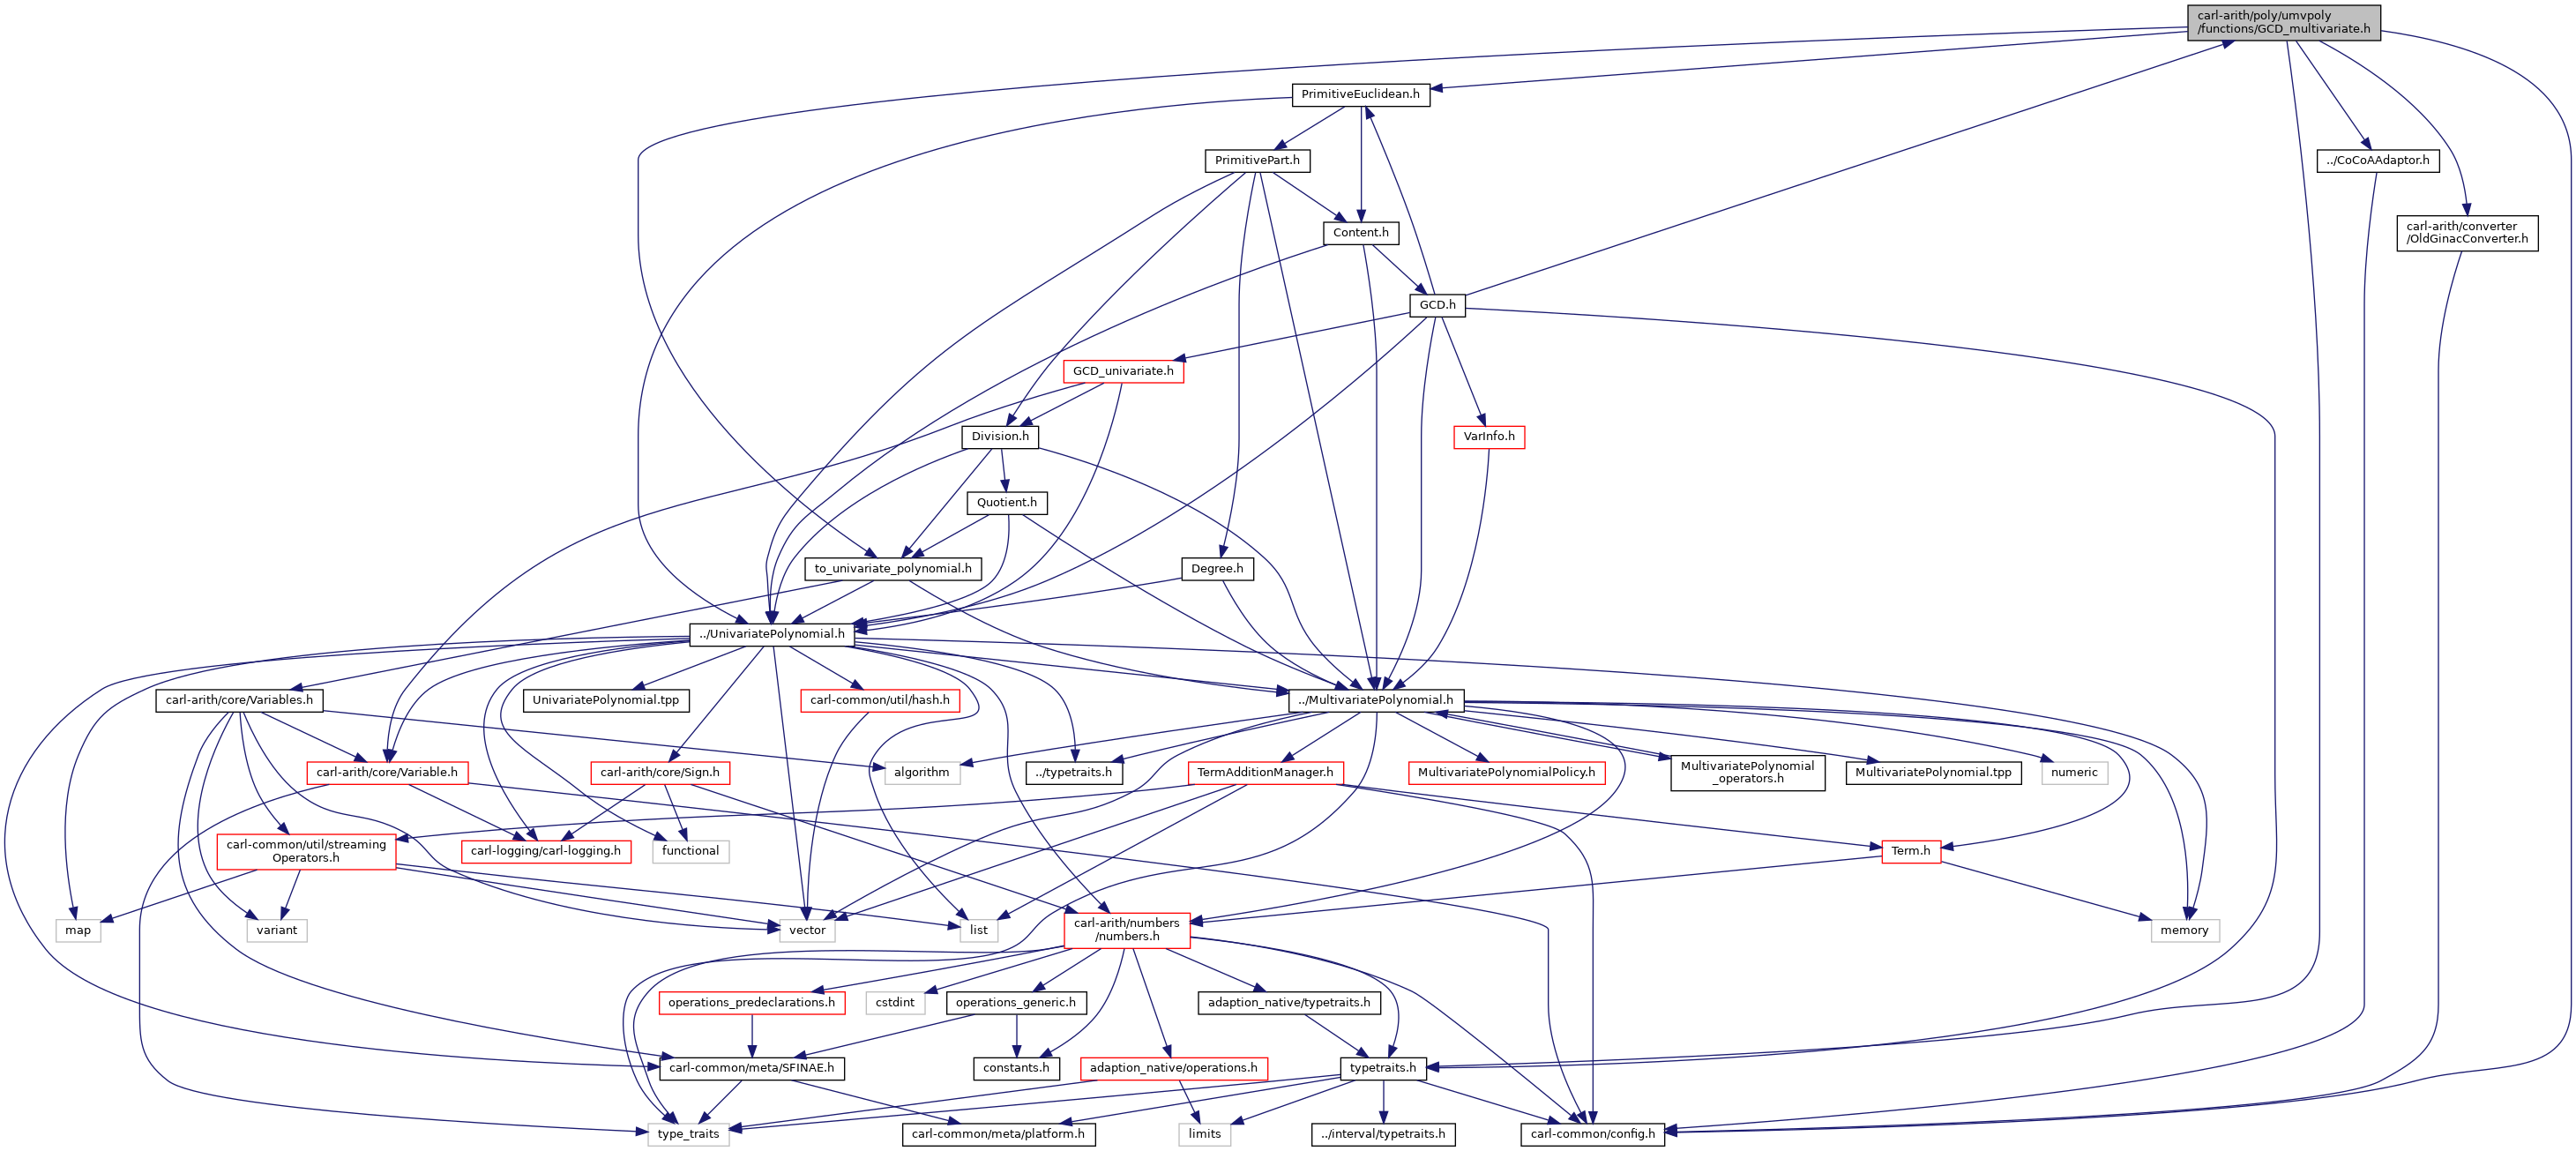 carl-arith/poly/umvpoly
/functions/GCD_multivariate.h
PrimitiveEuclidean.h
PrimitivePart.h
../CoCoAAdaptor.h
Content.h
carl-arith/converter
/OldGinacConverter.h
GCD.h
GCD_univariate.h
Division.h
VarInfo.h
Quotient.h
to_univariate_polynomial.h
Degree.h
../UnivariatePolynomial.h
carl-arith/core/Variables.h
UnivariatePolynomial.tpp
carl-common/util/hash.h
../MultivariatePolynomial.h
carl-arith/core/Variable.h
carl-arith/core/Sign.h
algorithm
../typetraits.h
TermAdditionManager.h
MultivariatePolynomialPolicy.h
MultivariatePolynomial
_operators.h
MultivariatePolynomial.tpp
numeric
carl-common/util/streaming
Operators.h
carl-logging/carl-logging.h
functional
Term.h
map
variant
vector
list
carl-arith/numbers
/numbers.h
memory
operations_predeclarations.h
cstdint
operations_generic.h
adaption_native/typetraits.h
carl-common/meta/SFINAE.h
constants.h
adaption_native/operations.h
typetraits.h
type_traits
carl-common/meta/platform.h
limits
../interval/typetraits.h
carl-common/config.h